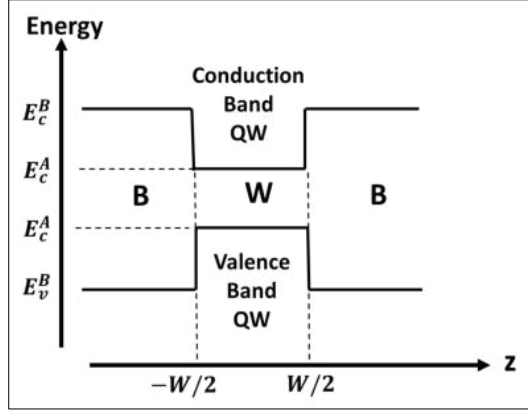 Energy
Conduction
Band
QW
E_c^B
E_c^A
B
W
B
E_c^A
Valence
Band
QW
E_v^B
z
−W/2
W/2